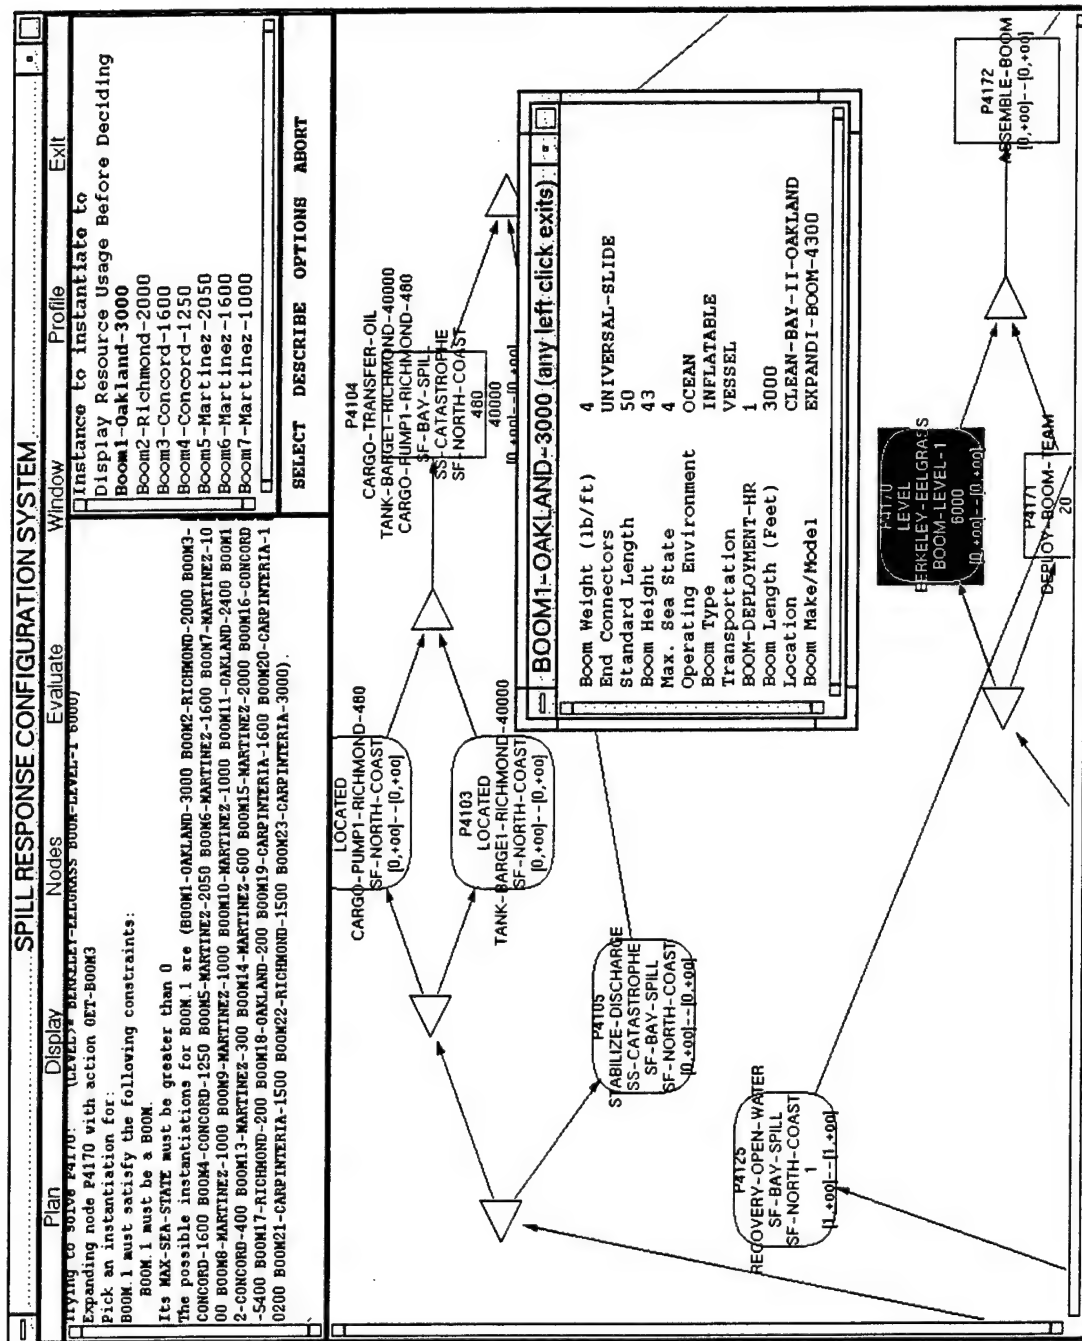 SPILL RESPONSE CONFIGURATION SYSTEM
Plan Display Nodes Evaluate Window Profile Exit
Trying to solve P4170: (LEVEL># BERKELEY-EELGRASS BOOM-LEVEL-1 6000)
Expanding node P4170 with action GET-BOOM3
Pick an instantiation for:
BOOM.1 must satisfy the following constraints:
BOOM.1 must be a BOOM.
Its MAX-SEA-STATE must be greater than 0
The possible instantiations for BOOM.1 are (BOOM1-OAKLAND-3000 BOOM2-RICHMOND-2000 BOOM3-
CONCORD-1600 BOOM4-CONCORD-1250 BOOM5-MARTINEZ-2050 BOOM6-MARTINEZ-1600 BOOM7-MARTINEZ-10
00 BOOM8-MARTINEZ-1000 BOOM9-MARTINEZ-1000 BOOM10-MARTINEZ-1000 BOOM11-OAKLAND-2400 BOOM1
2-CONCORD-400 BOOM13-MARTINEZ-300 BOOM14-MARTINEZ-600 BOOM15-MARTINEZ-2000 BOOM16-CONCORD
-5400 BOOM17-RICHMOND-200 BOOM18-OAKLAND-200 BOOM19-CARPINTERIA-1600 BOOM20-CARPINTERIA-1
0200 BOOM21-CARPINTERIA-1500 BOOM22-RICHMOND-1500 BOOM23-CARPINTERIA-3000).
Instance to instantiate to
Display Resource Usage Before Deciding
Boom1-Oakland-3000
Boom2-Richmond-2000
Boom3-Concord-1600
Boom4-Concord-1250
Boom5-Martinez-2050
Boom6-Martinez-1600
Boom7-Martinez-1000
SELECT DESCRIBE OPTIONS ABORT
LOCATED
CARGO-PUMP1-RICHMOND-480
SF-NORTH-COAST
[0,+oo]--[0,+oo]
P4103
LOCATED
TANK-BARGE1-RICHMOND-40000
SF-NORTH-COAST
[0,+oo]--[0,+oo]
P4104
CARGO-TRANSFER-OIL
TANK-BARGE1-RICHMOND-40000
CARGO-PUMP1-RICHMOND-480
SF-BAY-SPILL
SS-CATASTROPHE
SF-NORTH-COAST
480
40000
[0,+oo]--[0,+oo]
P4105
STABILIZE-DISCHARGE
SS-CATASTROPHE
SF-BAY-SPILL
SF-NORTH-COAST
[0,+oo]--[0,+oo]
P4125
RECOVERY-OPEN-WATER
SF-BAY-SPILL
SF-NORTH-COAST
1
[1,+oo]--[1,+oo]
BOOM1-OAKLAND-3000 (any left click exits)
Boom Weight (lb/ft) 4
End Connectors UNIVERSAL-SLIDE
Standard Length 50
Boom Height 43
Max. Sea State 4
Operating Environment OCEAN
Boom Type INFLATABLE
Transportation VESSEL
BOOM-DEPLOYMENT-HR 1
Boom Length (Feet) 3000
Location CLEAN-BAY-II-OAKLAND
Boom Make/Model EXPANDI-BOOM-4300
P4170
LEVEL
BERKELEY-EELGRASS
BOOM-LEVEL-1
6000
[0,+oo]--[0,+oo]
P4171
DEPLOY-BOOM-TEAM
20
P4172
ASSEMBLE-BOOM
[0,+oo]--[0,+oo]